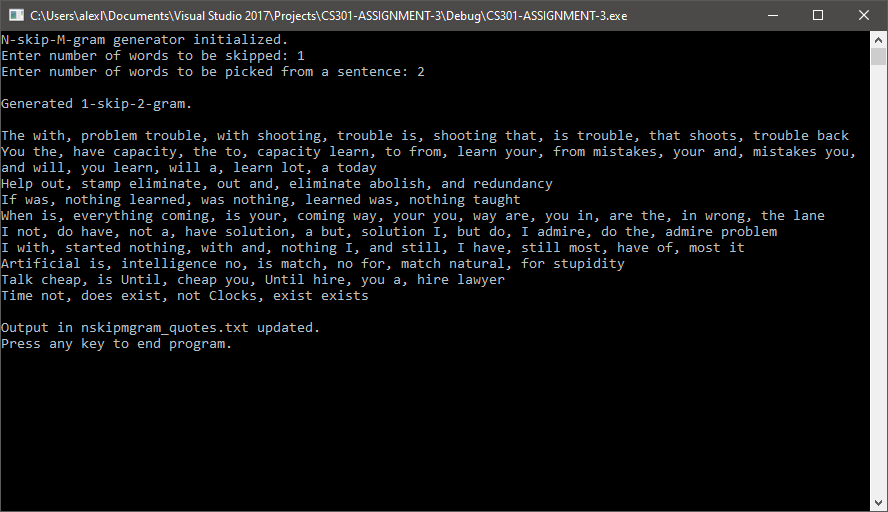 C:\Users\alexl\Documents\Visual Studio 2017\Projects\CS301-ASSIGNMENT-3\Debug\CS301-ASSIGNMENT-3.exe
N-skip-M-gram generator initialized.
Enter number of words to be skipped: 1
Enter number of words to be picked from a sentence: 2
Generated 1-skip-2-gram.
The with, problem trouble, with shooting, trouble is, shooting that, is trouble, that shoots, trouble back
You the, have capacity, the to, capacity learn, to from, learn your, from mistakes, your and, mistakes you,
and will, you learn, will a, learn lot, a today
Help out, stamp eliminate, out and, eliminate abolish, and redundancy
If was, nothing learned, was nothing, learned was, nothing taught
When is, everything coming, is your, coming way, your you, way are, you in, are the, in wrong, the lane
I not, do have, not a, have solution, a but, solution I, but do, I admire, do the, admire problem
I with, started nothing, with and, nothing I, and still, I have, still most, have of, most it
Artificial is, intelligence no, is match, no for, match natural, for stupidity
Talk cheap, is Until, cheap you, Until hire, you a, hire lawyer
Time not, does exist, not Clocks, exist exists
Output in nskipmgram_quotes.txt updated.
Press any key to end program.